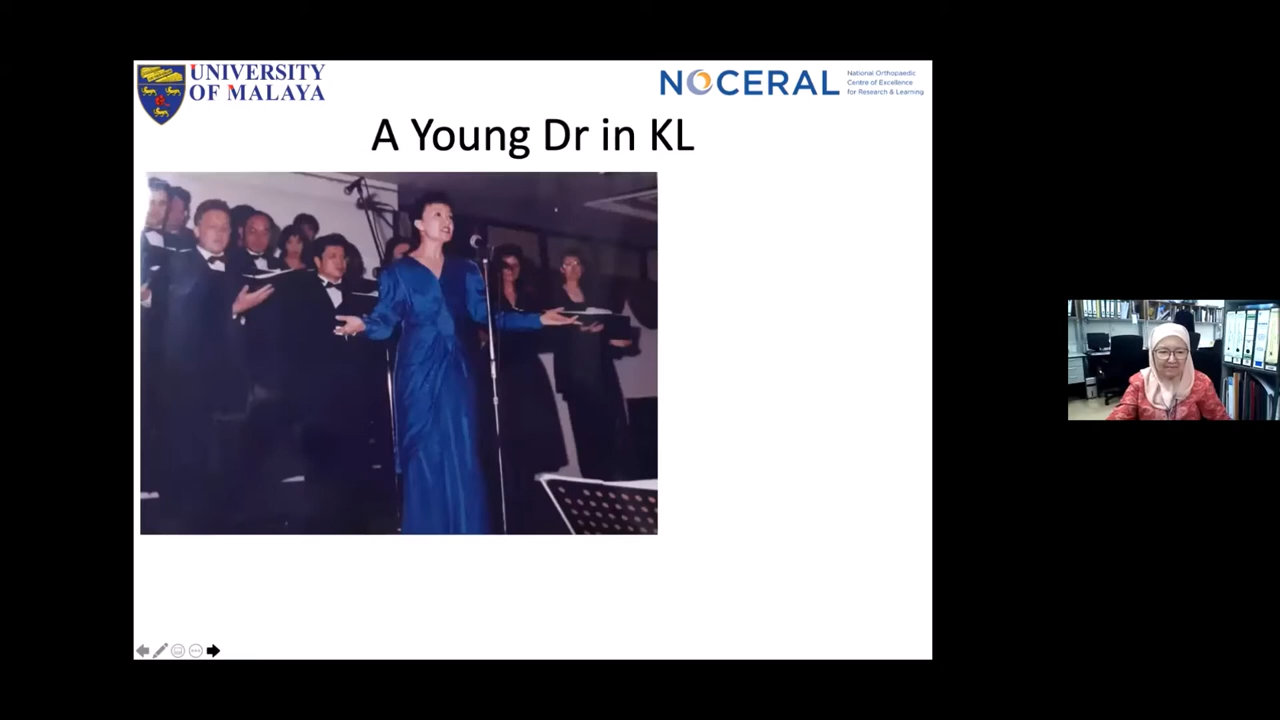 UNIVERSITY
OF MALAYA
NOCERAL
National Orthopaedic
Centre of Excellence
for Research & Learning
A Young Dr in KL